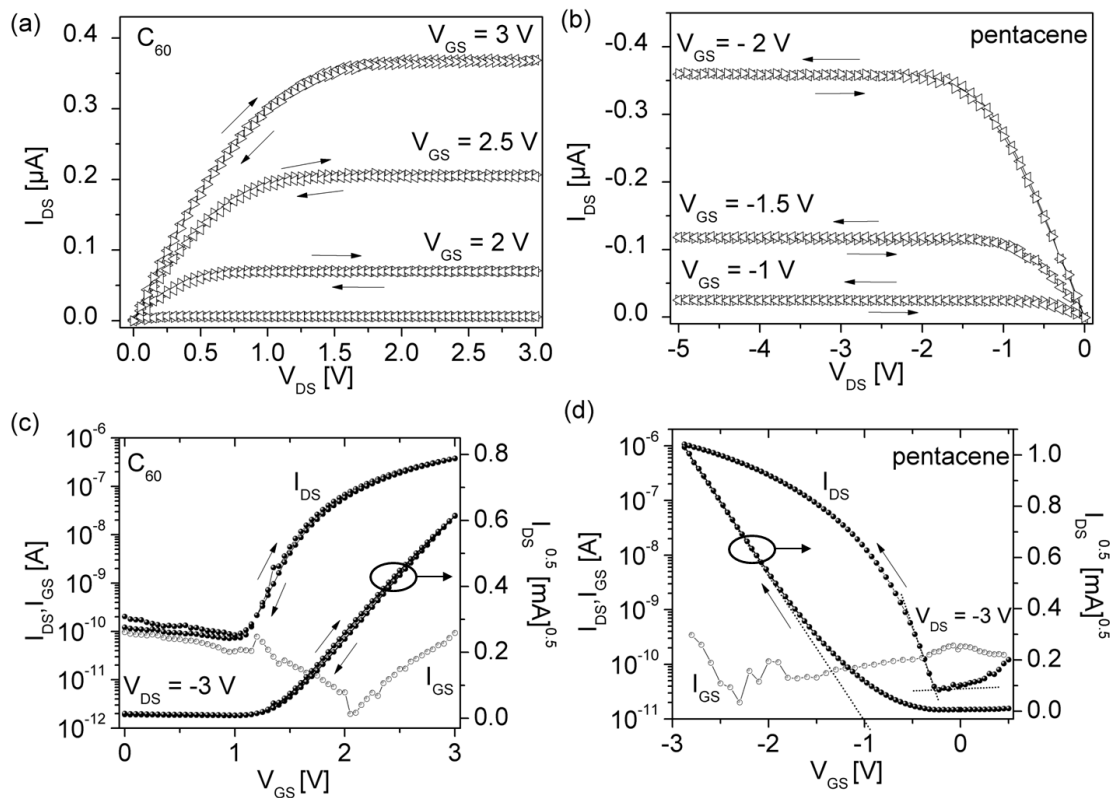 (a)
C60
VGS = 3 V
VGS = 2.5V
VGS = 2 V
IDS [µA]
0.4
0.3
0.2
0.1
0.0
0.0 0.5 1.0 1.5 2.0 2.5 3.0
VDS [V]
(b)
pentacene
VGS = - 2 V
VGS = -1.5V
VGS = -1 V
IDS [µA]
-0.4
-0.3
-0.2
-0.1
0.0
-5 -4 -3 -2 -1 0
VDS [V]
(c)
C60
IDS
IGS
VDS = -3 V
IDS, IGS [A]
10-6
10-7
10-8
10-9
10-10
10-11
10-12
0.8
0.6
0.4
0.2
0.0
IDS0.5 [mA]0.5
0 1 2 3
VGS [V]
(d)
pentacene
IDS
VDS = -3 V
IGS
IDS, IGS [A]
10-6
10-7
10-8
10-9
10-10
10-11
1.0
0.8
0.6
0.4
0.2
0.0
IDS0.5 [mA]0.5
-3 -2 -1 0
VGS [V]